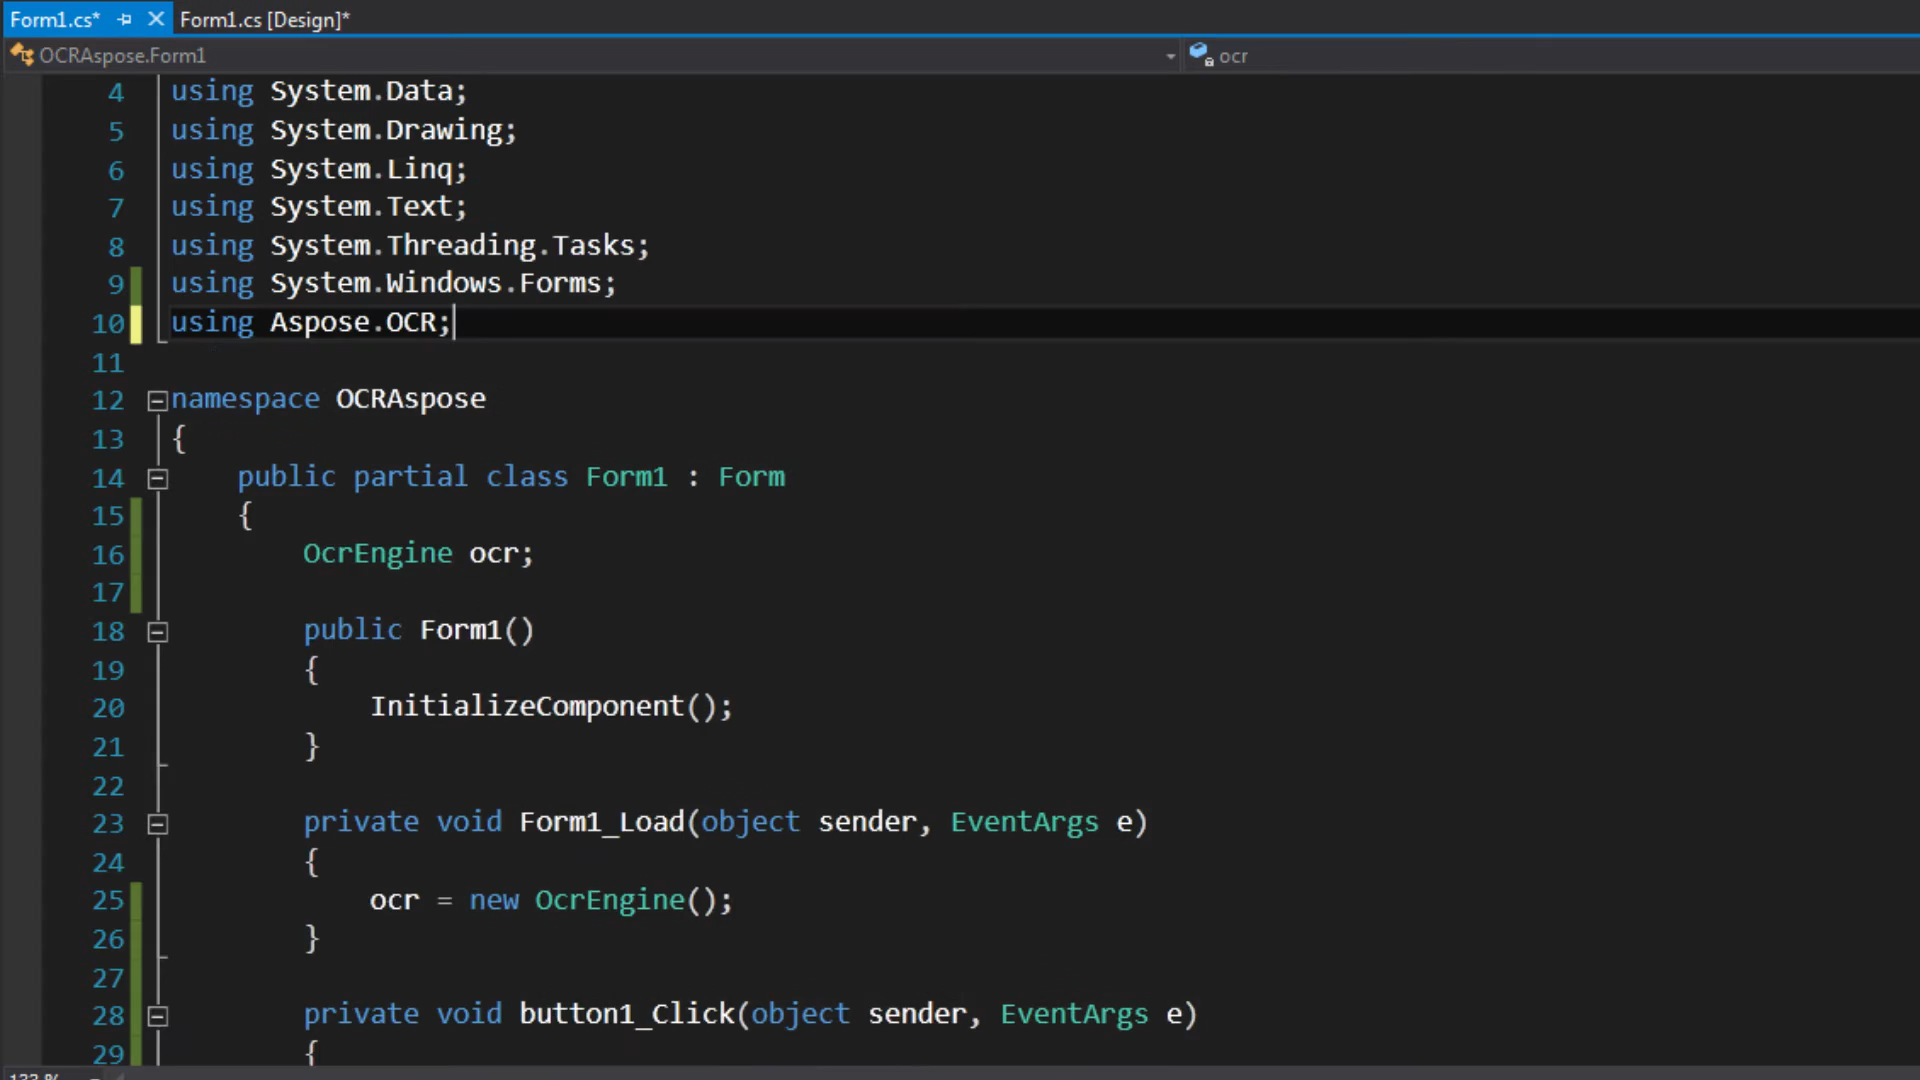 Form1.cs* Form1.cs [Design]*
OCRAspose.Form1 ocr
4 using System.Data;
5 using System.Drawing;
6 using System.Linq;
7 using System.Text;
8 using System.Threading.Tasks;
9 using System.Windows.Forms;
10 using Aspose.OCR;
11
12 namespace OCRAspose
13 {
14 public partial class Form1 : Form
15 {
16 OcrEngine ocr;
17
18 public Form1()
19 {
20 InitializeComponent();
21 }
22
23 private void Form1_Load(object sender, EventArgs e)
24 {
25 ocr = new OcrEngine();
26 }
27
28 private void button1_Click(object sender, EventArgs e)
29 {
133 %